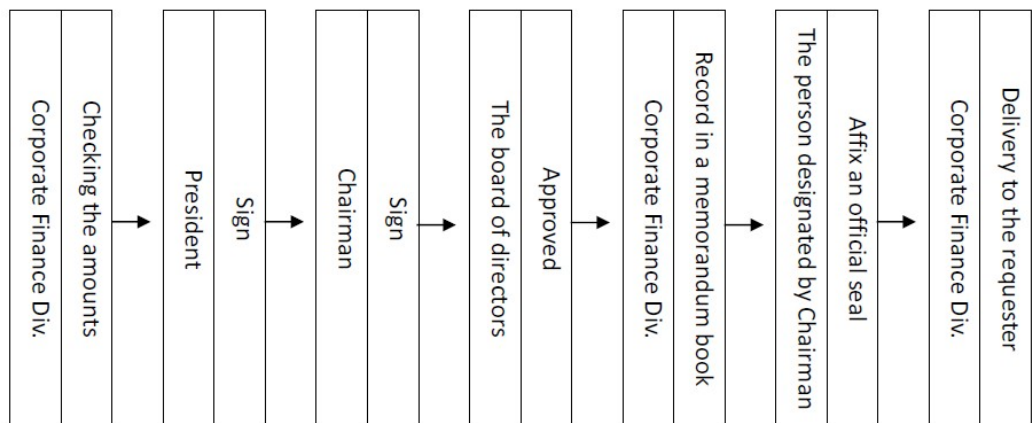 Checking the amounts
Corporate Finance Div.
Sign
President
Sign
Chairman
Approved
The board of directors
Record in a memorandum book
Corporate Finance Div.
Affix an official seal
The person designated by Chairman
Delivery to the requester
Corporate Finance Div.